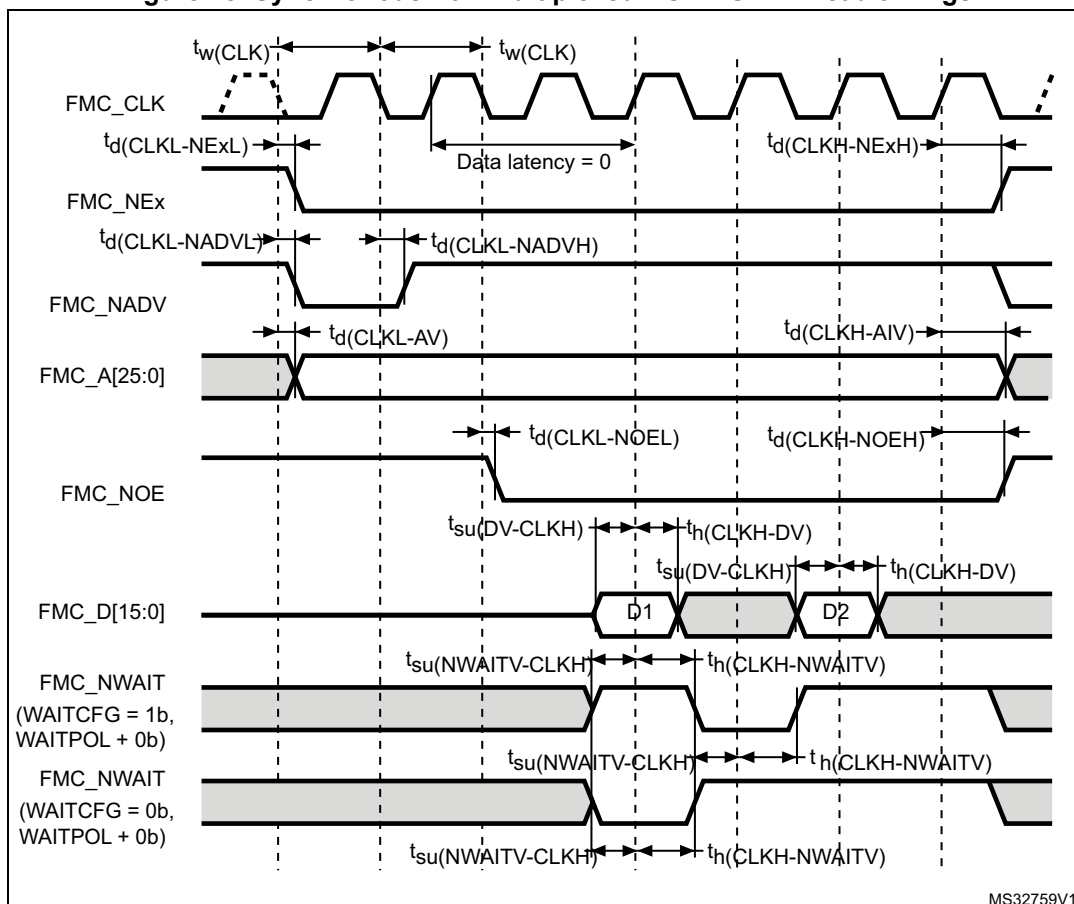 tw(CLK) tw(CLK)
FMC_CLK
td(CLKL-NExL) Data latency = 0 td(CLKH-NExH)
FMC_NEx
td(CLKL-NADVL) td(CLKL-NADVH)
FMC_NADV
td(CLKL-AV) td(CLKH-AIV)
FMC_A[25:0]
td(CLKL-NOEL) td(CLKH-NOEH)
FMC_NOE
tsu(DV-CLKH) th(CLKH-DV)
tsu(DV-CLKH) th(CLKH-DV)
FMC_D[15:0] D1 D2
tsu(NWAITV-CLKH) th(CLKH-NWAITV)
FMC_NWAIT
(WAITCFG = 1b,
WAITPOL + 0b)
tsu(NWAITV-CLKH) th(CLKH-NWAITV)
FMC_NWAIT
(WAITCFG = 0b,
WAITPOL + 0b)
tsu(NWAITV-CLKH) th(CLKH-NWAITV)
MS32759V1